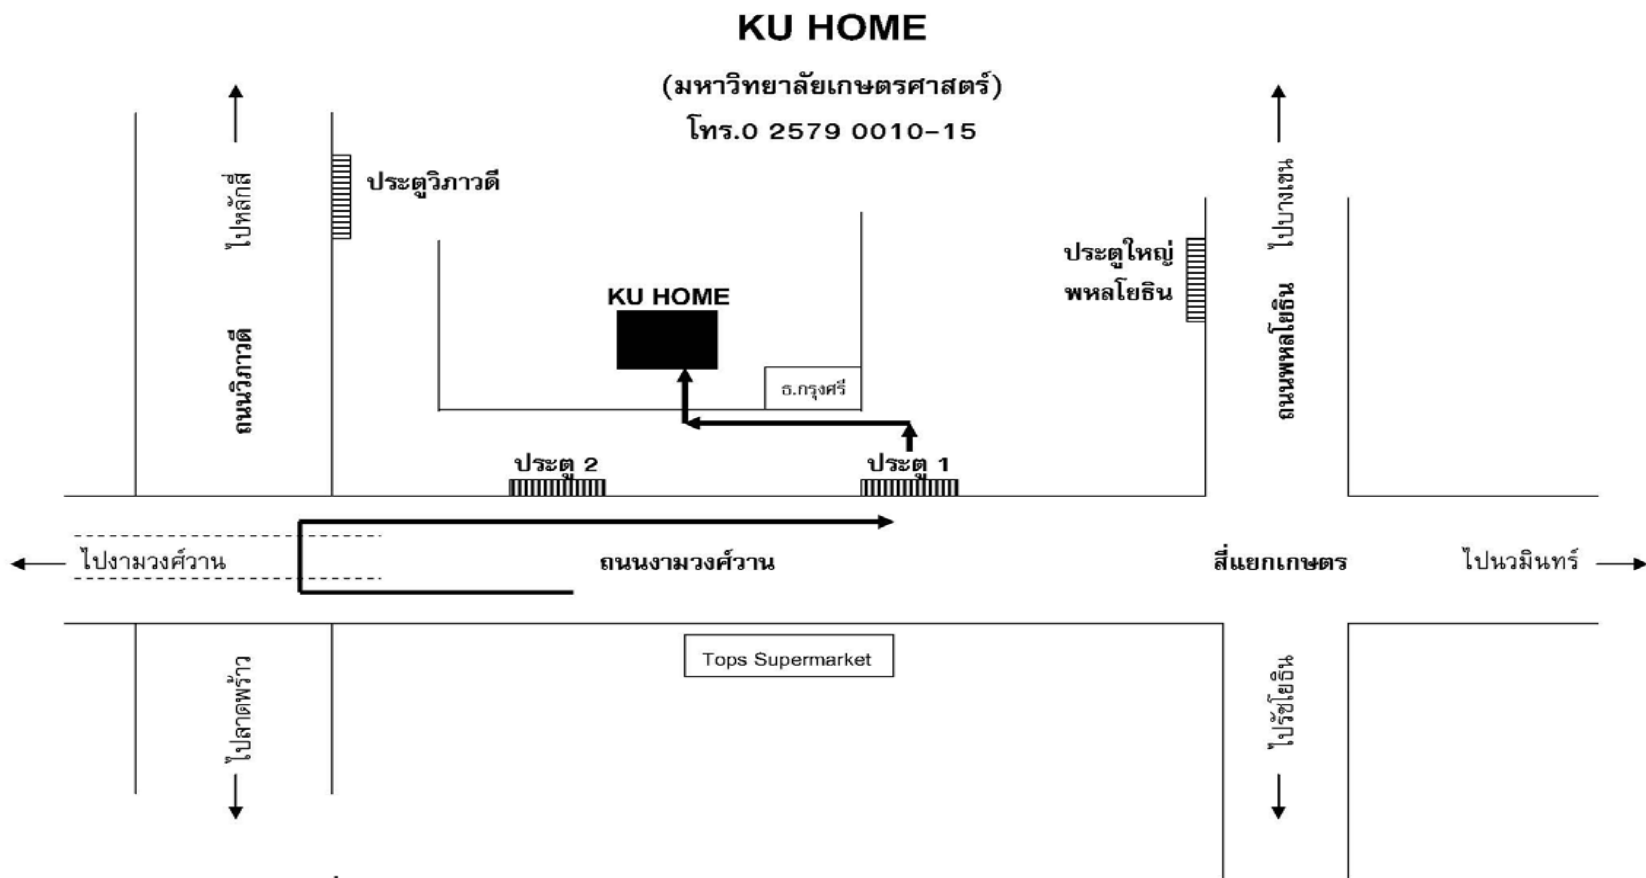 KU HOME
(มหาวิทยาลัยเกษตรศาสตร์)
โทร.0 2579 0010-15
ไปหลักสี่
ประตูวิภาวดี
ไปบางเขน
ประตูใหญ่
พหลโยธิน
KU HOME
ถนนวิภาวดี
ถนนพหลโยธิน
ธ.กรุงศรี
ประตู 2
ประตู 1
ไปงามวงศ์วาน
ถนนงามวงศ์วาน
สี่แยกเกษตร
ไปนวมินทร์
Tops Supermarket
ไปลาดพร้าว
ไปรัชโยธิน